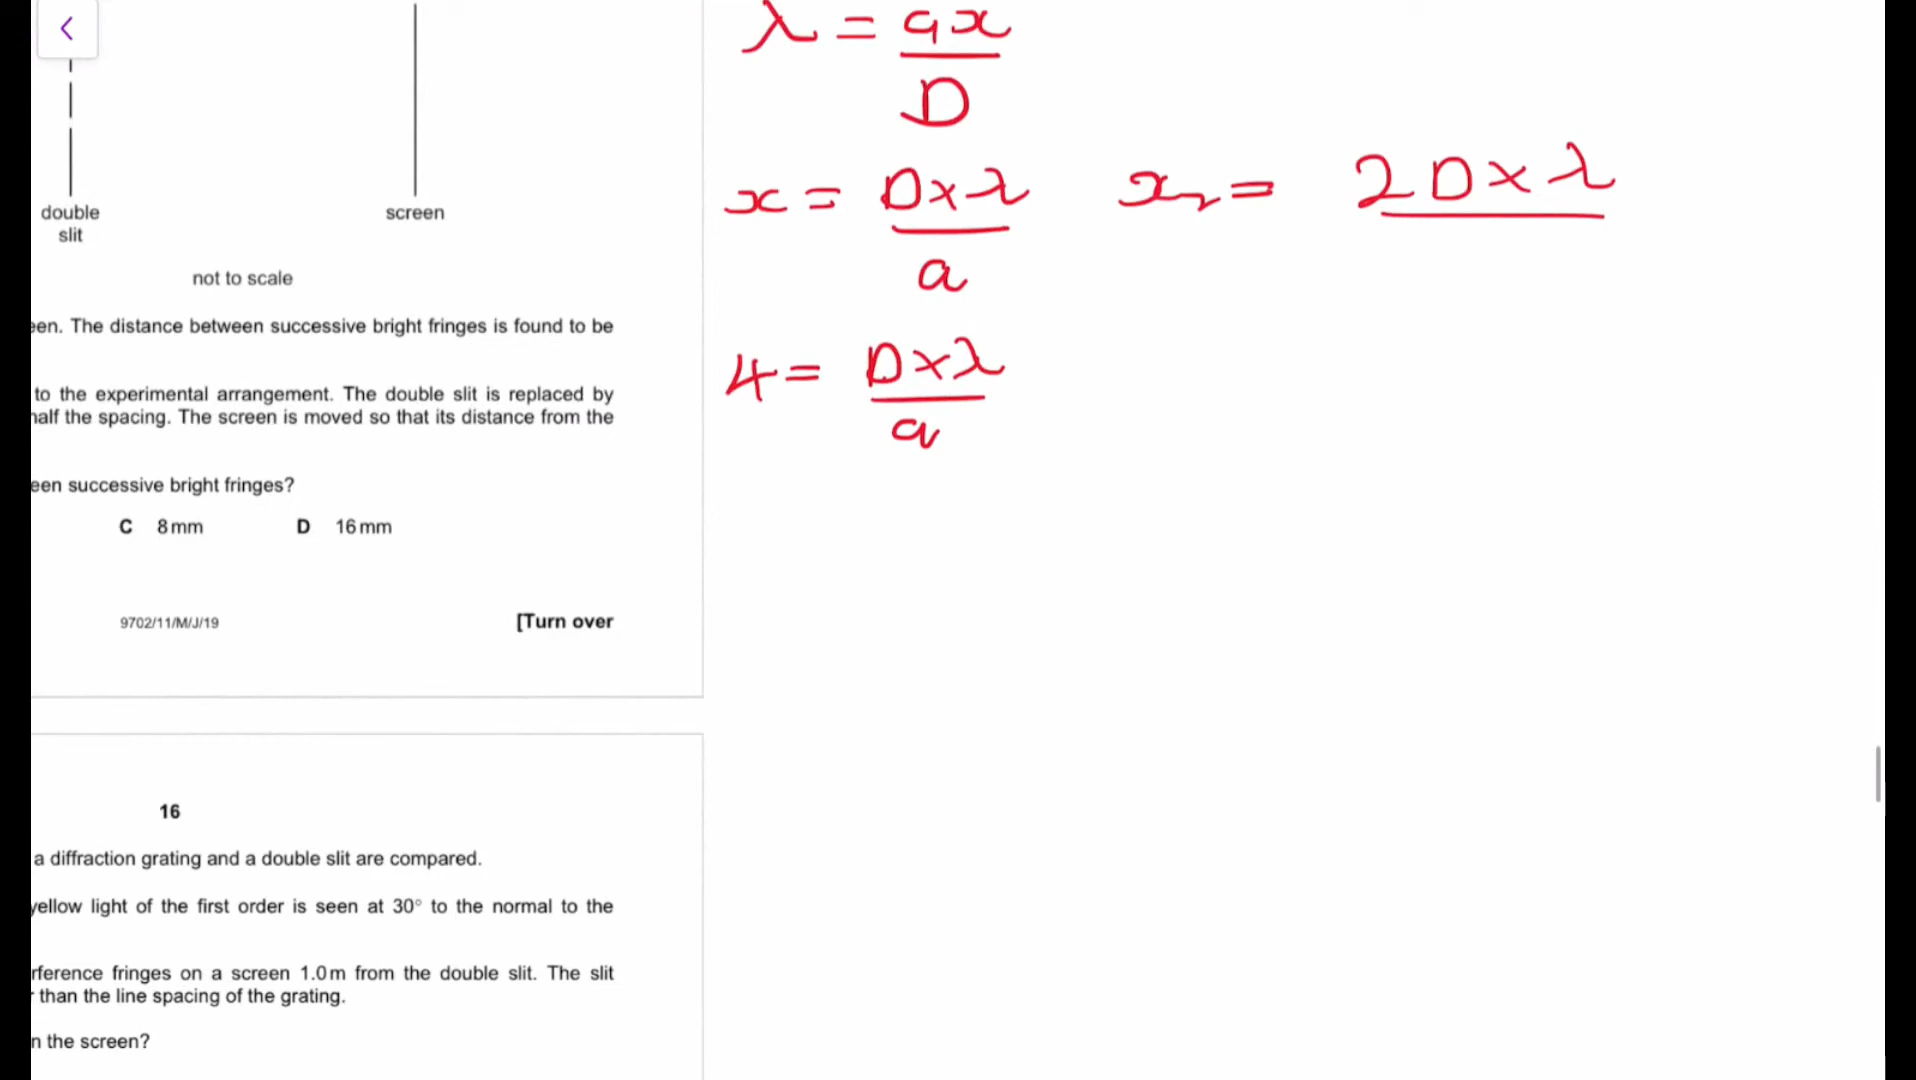 double
slit
screen
not to scale
een. The distance between successive bright fringes is found to be
to the experimental arrangement. The double slit is replaced by
half the spacing. The screen is moved so that its distance from the
een successive bright fringes?
C 8 mm D 16 mm
9702/11/M/J/19
[Turn over
16
a diffraction grating and a double slit are compared.
yellow light of the first order is seen at 30° to the normal to the
rference fringes on a screen 1.0 m from the double slit. The slit
than the line spacing of the grating.
n the screen?
λ = ax
D
x = D×λ
a
x₂ = 2D×λ
4 = D×λ
a